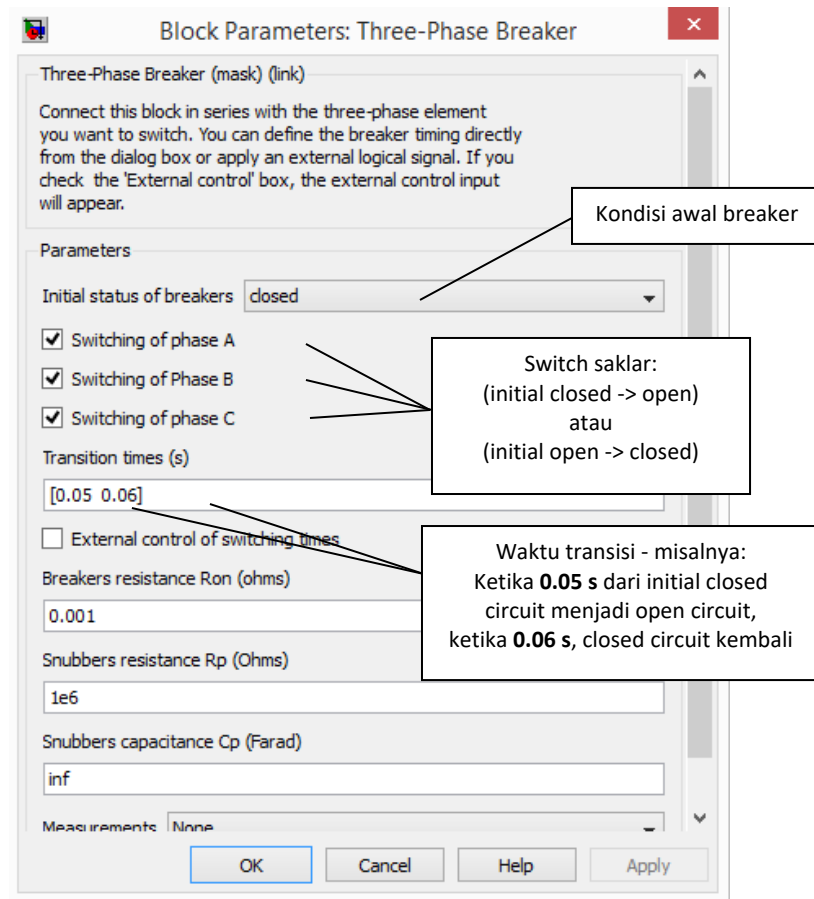 Block Parameters: Three-Phase Breaker
Three-Phase Breaker (mask) (link)
Connect this block in series with the three-phase element
you want to switch. You can define the breaker timing directly
from the dialog box or apply an external logical signal. If you
check the 'External control' box, the external control input
will appear.
Kondisi awal breaker
Parameters
Initial status of breakers closed
Switching of phase A
Switching of Phase B
Switching of phase C
Switch saklar:
(initial closed -> open)
atau
(initial open -> closed)
Transition times (s)
[0.05 0.06]
External control of switching times
Waktu transisi - misalnya:
Ketika 0.05 s dari initial closed
circuit menjadi open circuit,
ketika 0.06 s, closed circuit kembali
Breakers resistance Ron (ohms)
0.001
Snubbers resistance Rp (Ohms)
1e6
Snubbers capacitance Cp (Farad)
inf
Measurements None
OK Cancel Help Apply